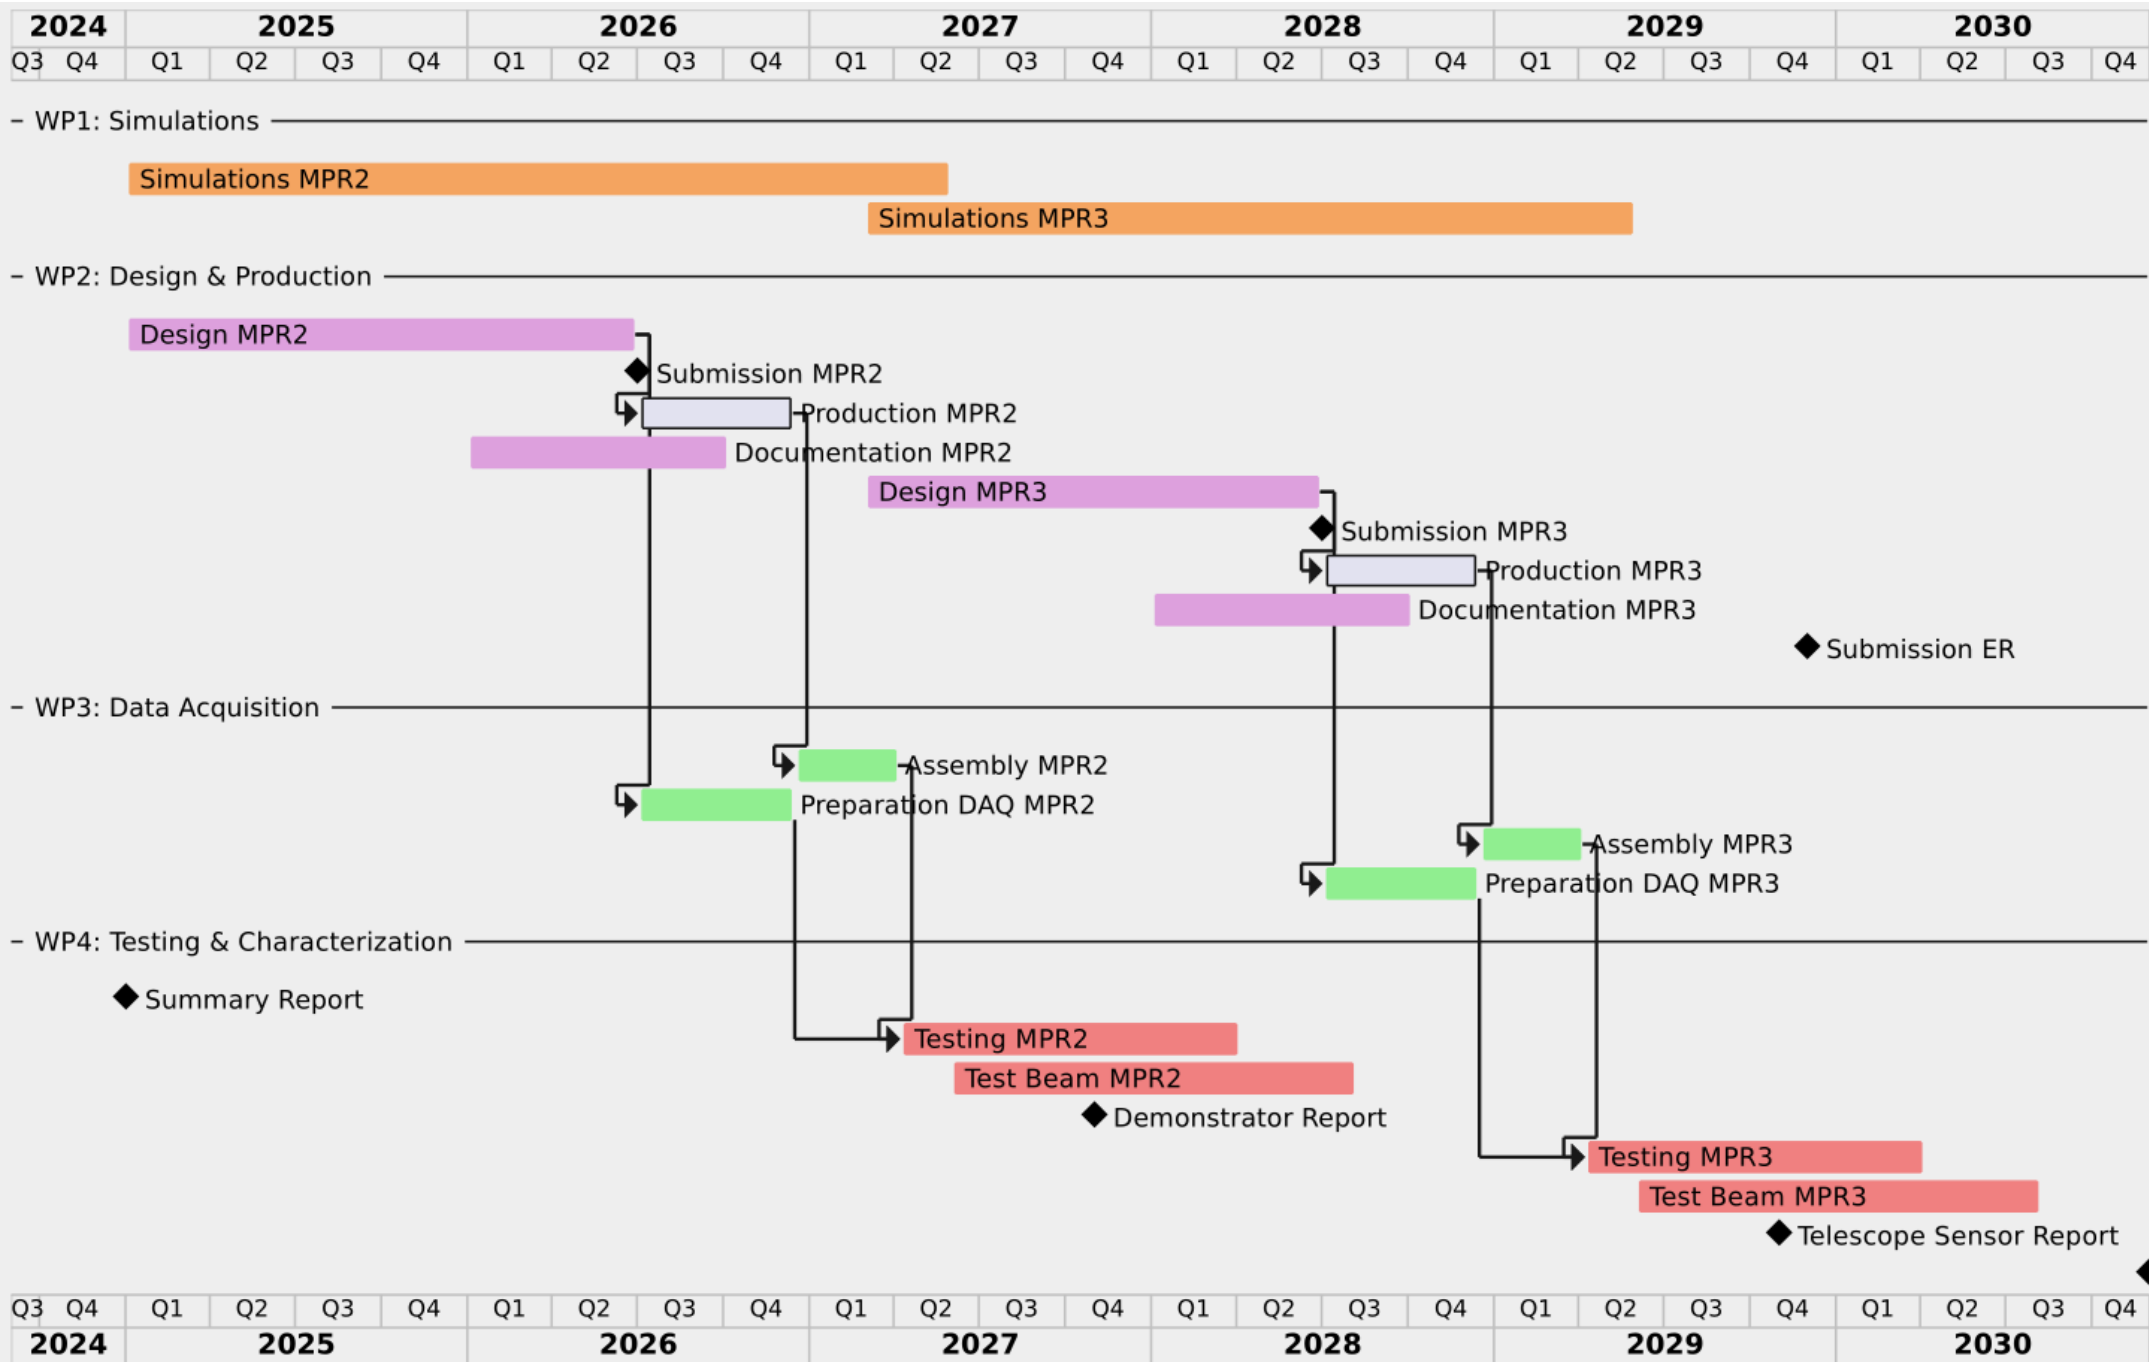 2024 2025 2026 2027 2028 2029 2030
Q3 Q4 Q1 Q2 Q3 Q4 Q1 Q2 Q3 Q4 Q1 Q2 Q3 Q4 Q1 Q2 Q3 Q4 Q1 Q2 Q3 Q4 Q1 Q2 Q3 Q4
WP1: Simulations
Simulations MPR2
Simulations MPR3
WP2: Design & Production
Design MPR2
Submission MPR2
Production MPR2
Documentation MPR2
Design MPR3
Submission MPR3
Production MPR3
Documentation MPR3
Submission ER
WP3: Data Acquisition
Assembly MPR2
Preparation DAQ MPR2
Assembly MPR3
Preparation DAQ MPR3
WP4: Testing & Characterization
Summary Report
Testing MPR2
Test Beam MPR2
Demonstrator Report
Testing MPR3
Test Beam MPR3
Telescope Sensor Report
Q3 Q4 Q1 Q2 Q3 Q4 Q1 Q2 Q3 Q4 Q1 Q2 Q3 Q4 Q1 Q2 Q3 Q4 Q1 Q2 Q3 Q4 Q1 Q2 Q3 Q4
2024 2025 2026 2027 2028 2029 2030